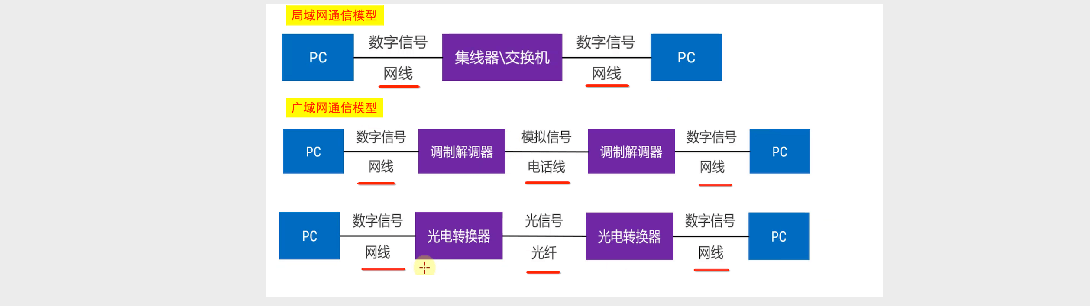 局域网通信模型
PC 数字信号 网线 集线器\交换机 数字信号 网线 PC
广域网通信模型
PC 数字信号 网线 调制解调器 模拟信号 电话线 调制解调器 数字信号 网线 PC
PC 数字信号 网线 光电转换器 光信号 光纤 光电转换器 数字信号 网线 PC